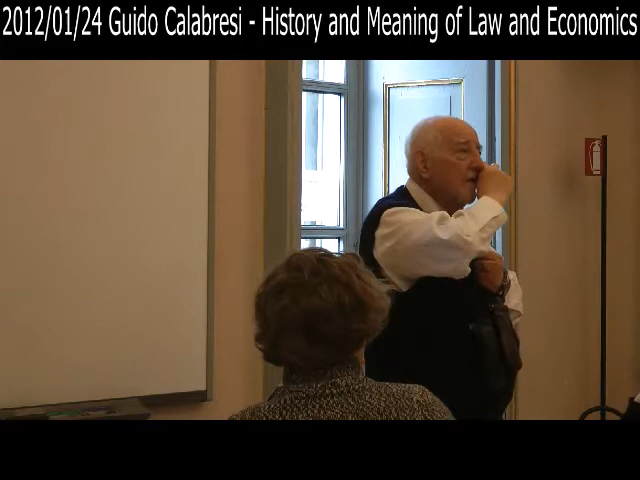 2012/01/24 Guido Calabresi - History and Meaning of Law and Economics